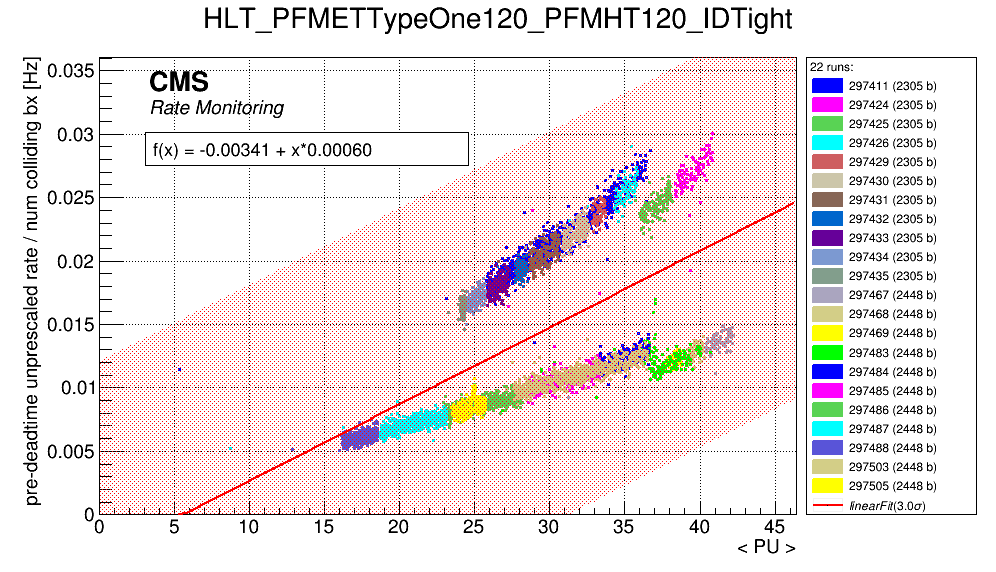 HLT_PFMETTypeOne120_PFMHT120_IDTight
pre-deadtime unprescaled rate / num colliding bx [Hz]
0.035
0.03
0.025
0.02
0.015
0.01
0.005
0
CMS
Rate Monitoring
f(x) = -0.00341 + x*0.00060
0 5 10 15 20 25 30 35 40 45
< PU >
22 runs:
297411 (2305 b)
297424 (2305 b)
297425 (2305 b)
297426 (2305 b)
297429 (2305 b)
297430 (2305 b)
297431 (2305 b)
297432 (2305 b)
297433 (2305 b)
297434 (2305 b)
297435 (2305 b)
297467 (2448 b)
297468 (2448 b)
297469 (2448 b)
297483 (2448 b)
297484 (2448 b)
297485 (2448 b)
297486 (2448 b)
297487 (2448 b)
297488 (2448 b)
297503 (2448 b)
297505 (2448 b)
linearFit(3.0σ)